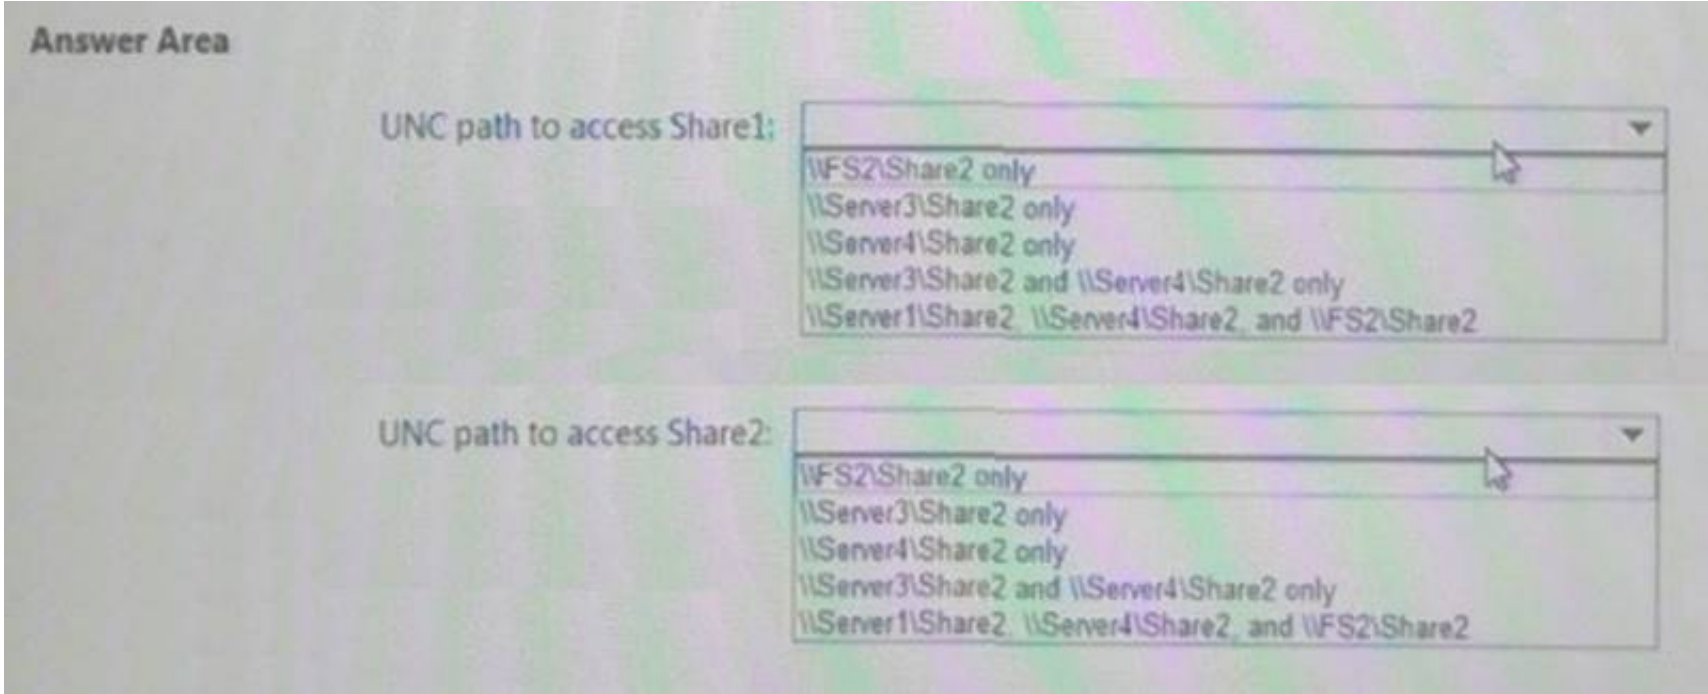 Answer Area
UNC path to access Share1:
\\FS2\Share2 only
\\Server3\Share2 only
\\Server4\Share2 only
\\Server3\Share2 and \\Server4\Share2 only
\\Server1\Share2, \\Server4\Share2, and \\FS2\Share2
UNC path to access Share2:
\\FS2\Share2 only
\\Server3\Share2 only
\\Server4\Share2 only
\\Server3\Share2 and \\Server4\Share2 only
\\Server1\Share2, \\Server4\Share2, and \\FS2\Share2